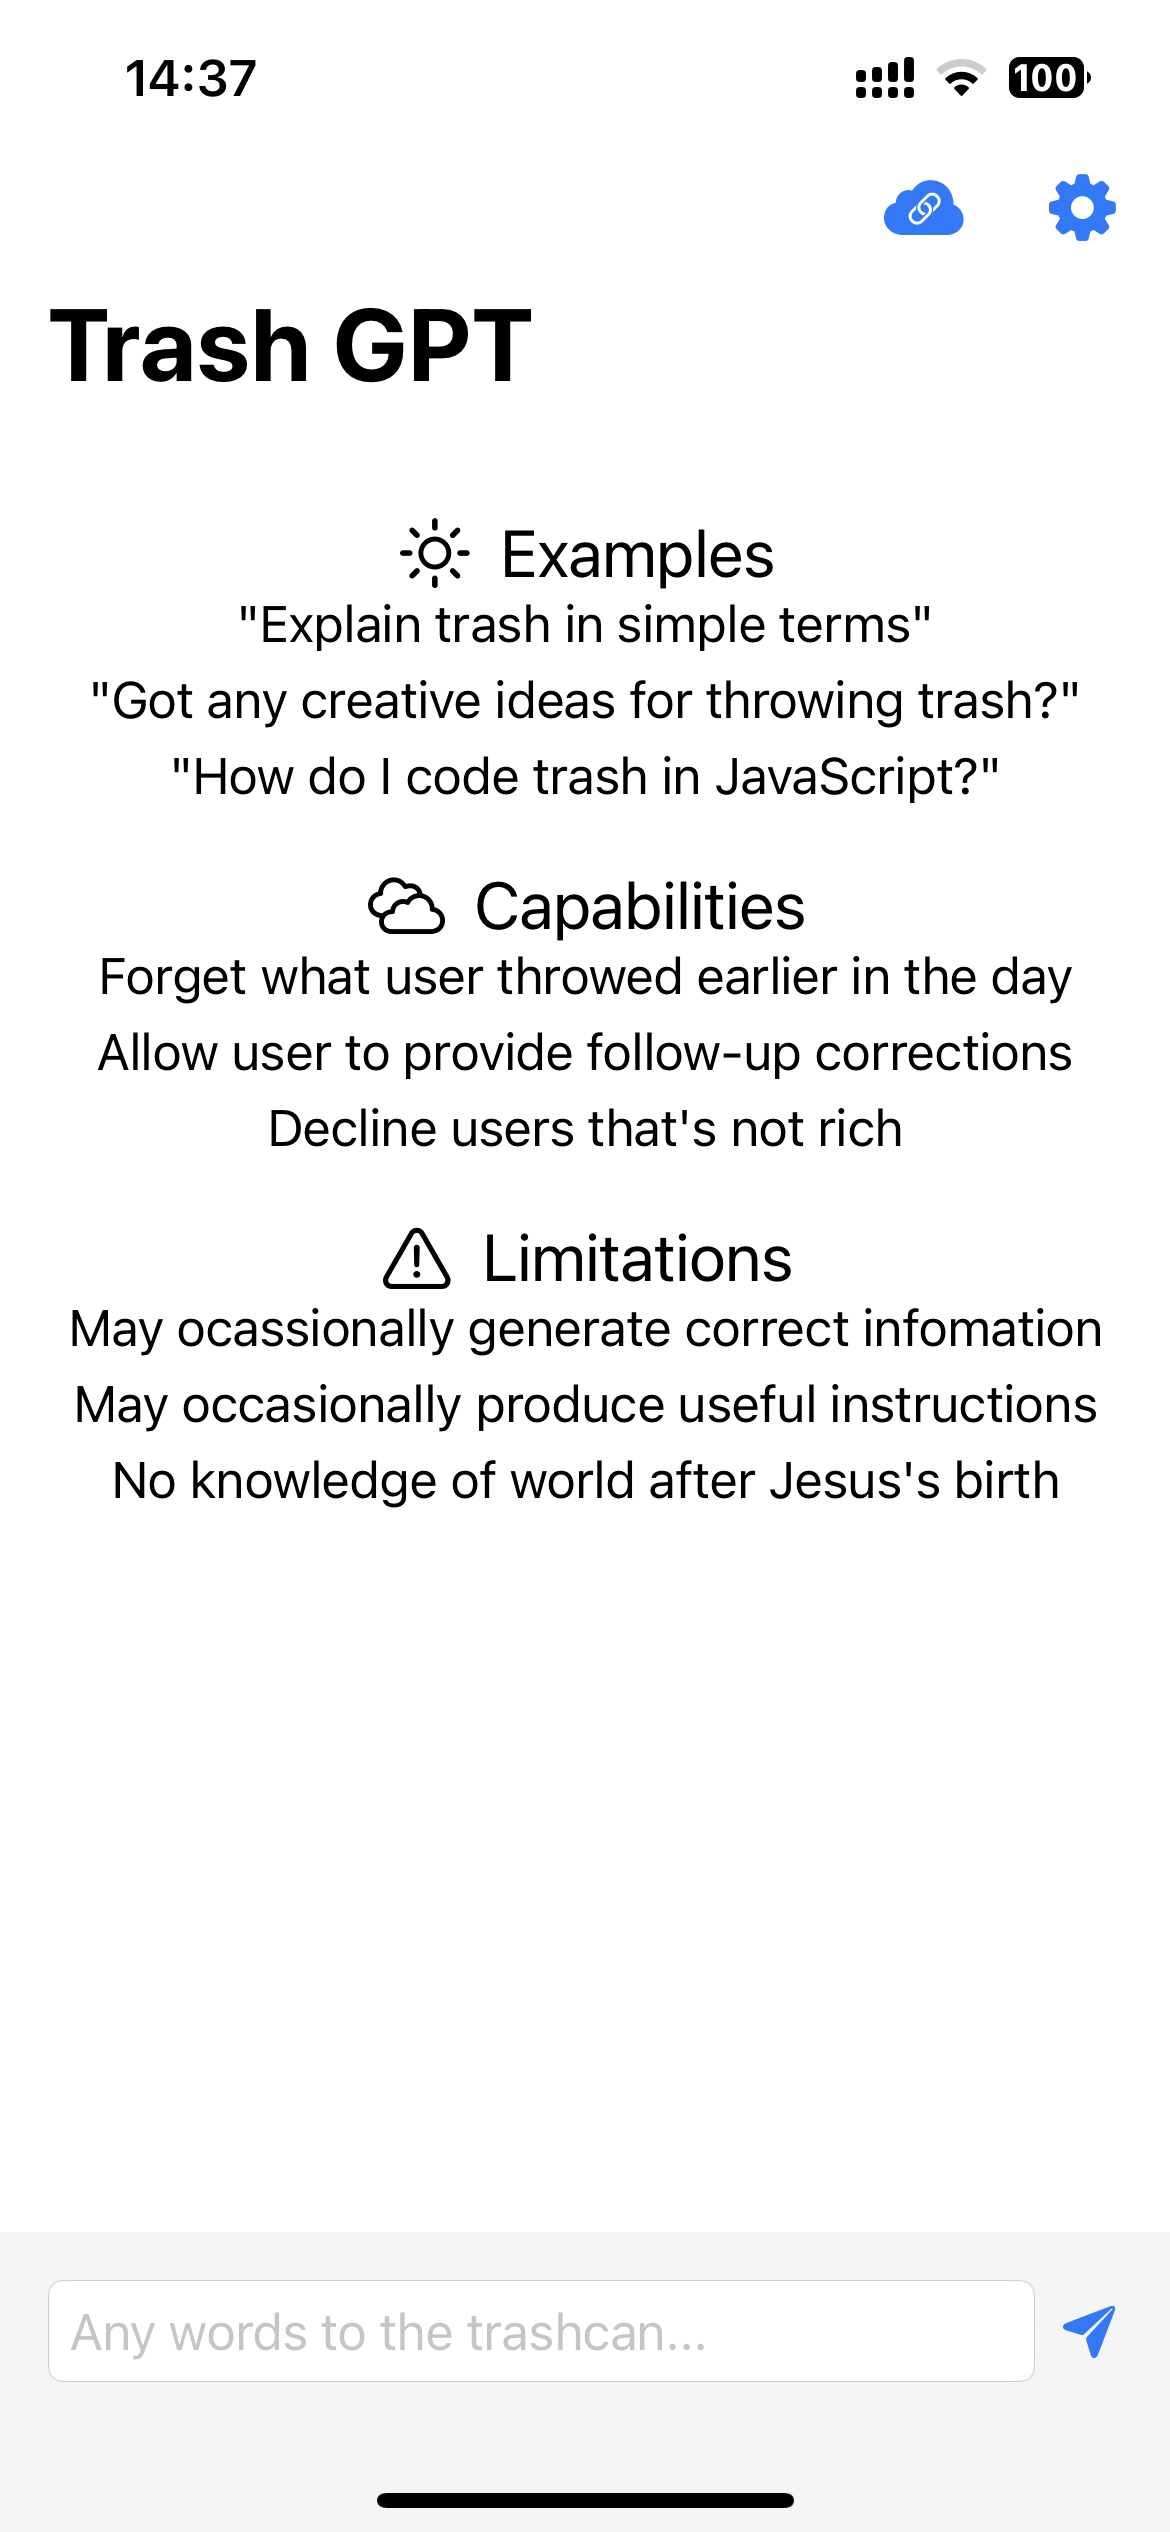 14:37
100
Trash GPT
Examples
"Explain trash in simple terms"
"Got any creative ideas for throwing trash?"
"How do I code trash in JavaScript?"
Capabilities
Forget what user throwed earlier in the day
Allow user to provide follow-up corrections
Decline users that's not rich
Limitations
May ocassionally generate correct infomation
May occasionally produce useful instructions
No knowledge of world after Jesus's birth
Any words to the trashcan...